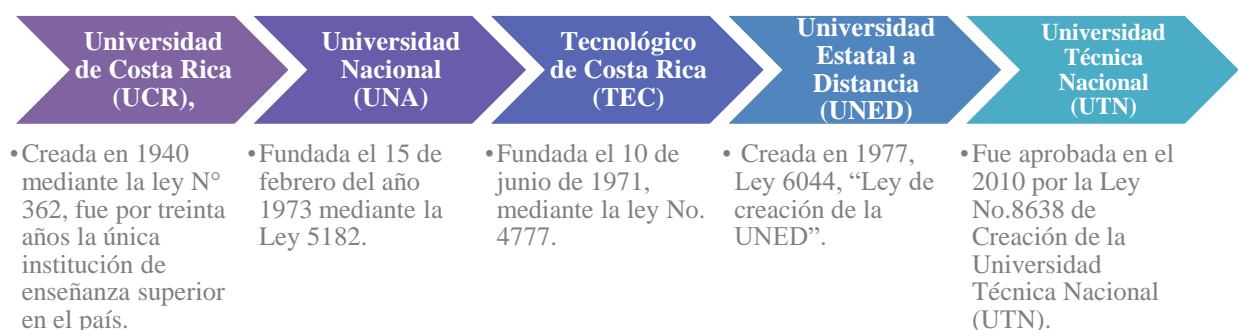 Universidad
de Costa Rica
(UCR),
Universidad
Nacional
(UNA)
Tecnológico
de Costa Rica
(TEC)
Universidad
Estatal a
Distancia
(UNED)
Universidad
Técnica
Nacional
(UTN)
•Creada en 1940
mediante la ley N°
362, fue por treinta
años la única
institución de
enseñanza superior
en el país.
•Fundada el 15 de
febrero del año
1973 mediante la
Ley 5182.
•Fundada el 10 de
junio de 1971,
mediante la ley No.
4777.
• Creada en 1977,
Ley 6044, “Ley de
creación de la
UNED”.
•Fue aprobada en el
2010 por la Ley
No.8638 de
Creación de la
Universidad
Técnica Nacional
(UTN).